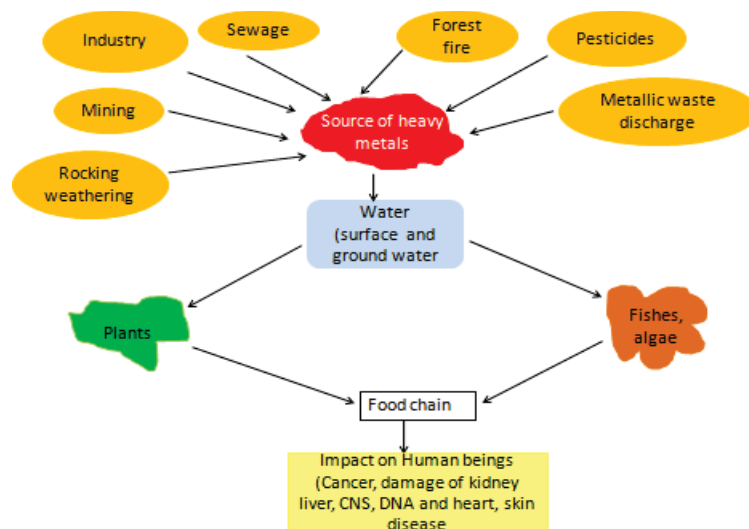 Industry
Sewage
Forest
fire
Pesticides
Mining
Source of heavy
metals
Metallic waste
discharge
Rocking
weathering
Water
(surface and
ground water
Plants
Fishes,
algae
Food chain
Impact on Human beings
(Cancer, damage of kidney
liver, CNS, DNA and heart, skin
disease